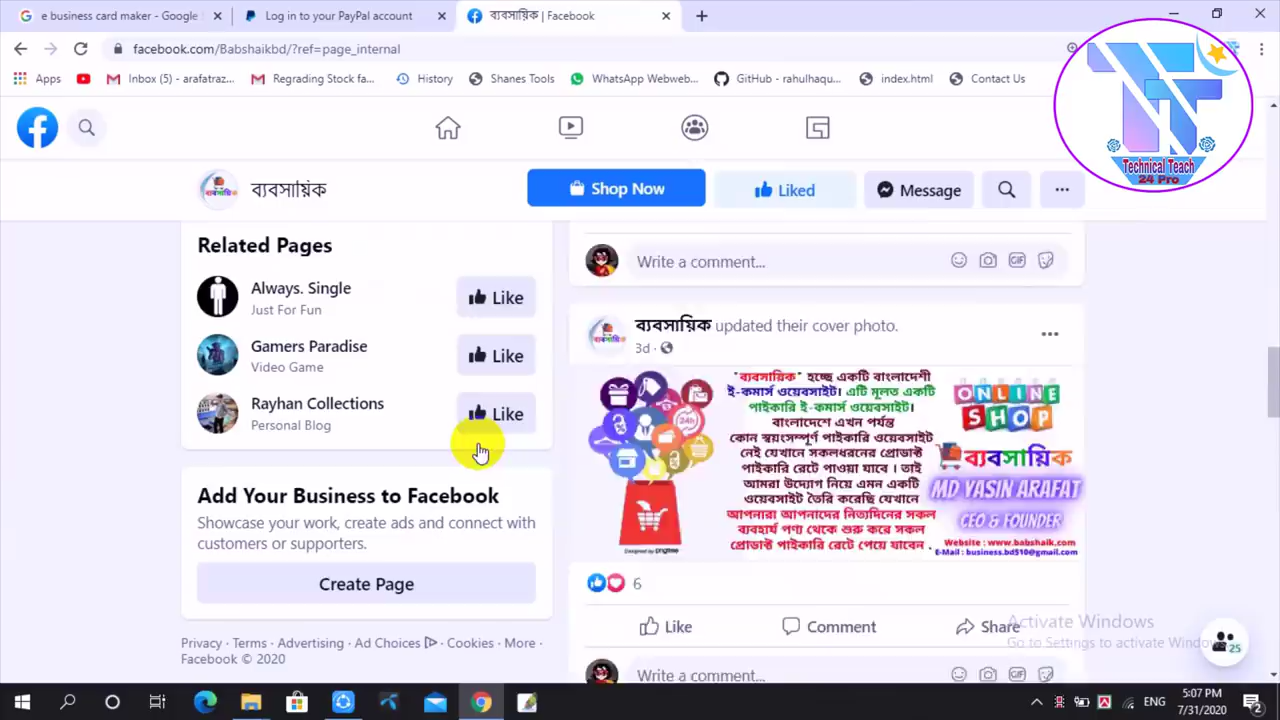 e business card maker - Google S
Log in to your PayPal account
ব্যবসায়িক | Facebook
facebook.com/Babshaikbd/?ref=page_internal
Apps
Inbox (5) - arafatraz...
Regrading Stock fa...
History
Shanes Tools
WhatsApp Webweb...
GitHub - rahulhaqu...
index.html
Contact Us
Technical Teach
24 Pro
ব্যবসায়িক
Shop Now
Liked
Message
Related Pages
Always. Single
Just For Fun
Like
Gamers Paradise
Video Game
Like
Rayhan Collections
Personal Blog
Like
Add Your Business to Facebook
Showcase your work, create ads and connect with
customers or supporters.
Create Page
Privacy · Terms · Advertising · Ad Choices · Cookies · More ·
Facebook © 2020
Write a comment...
GIF
ব্যবসায়িক updated their cover photo.
3d ·
"ব্যবসায়িক" হচ্ছে একটি বাংলাদেশী
ই-কমার্স ওয়েবসাইট। এটি মূলত একটি
পাইকারি ই-কমার্স ওয়েবসাইট।
বাংলাদেশে এখন পর্যন্ত
কোন স্বয়ংসম্পূর্ণ পাইকারি ওয়েবসাইট
নেই যেখানে সকলধরনের প্রোডাক্ট
পাইকারি রেটে পাওয়া যাবে । তাই
আমরা উদ্যোগ নিয়ে এমন একটি
ওয়েবসাইট তৈরি করেছি যেখানে
আপনারা আপনাদের নিত্যদিনের সকল
ব্যবহার্য পণ্য থেকে শুরু করে সকল
প্রোডাক্ট পাইকারি রেটে পেয়ে যাবেন .
24h
Designed by pngtree
ONLINE
SHOP
ব্যবসায়িক
MD YASIN ARAFAT
CEO & FOUNDER
Website : www.babshaik.com
E-Mail : business.bd510@gmail.com
6
Like
Comment
Share
Write a comment...
GIF
Activate Windows
Go to Settings to activate Windows.
25
ENG
5:07 PM
7/31/2020
2